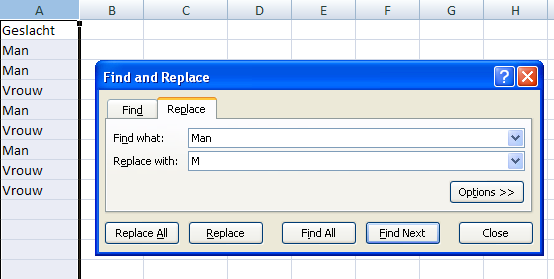 A B C D E F G H
Geslacht
Man
Man
Vrouw
Man
Vrouw
Man
Vrouw
Vrouw
Find and Replace
Find Replace
Find what: Man
Replace with: M
Options >>
Replace All Replace Find All Find Next Close